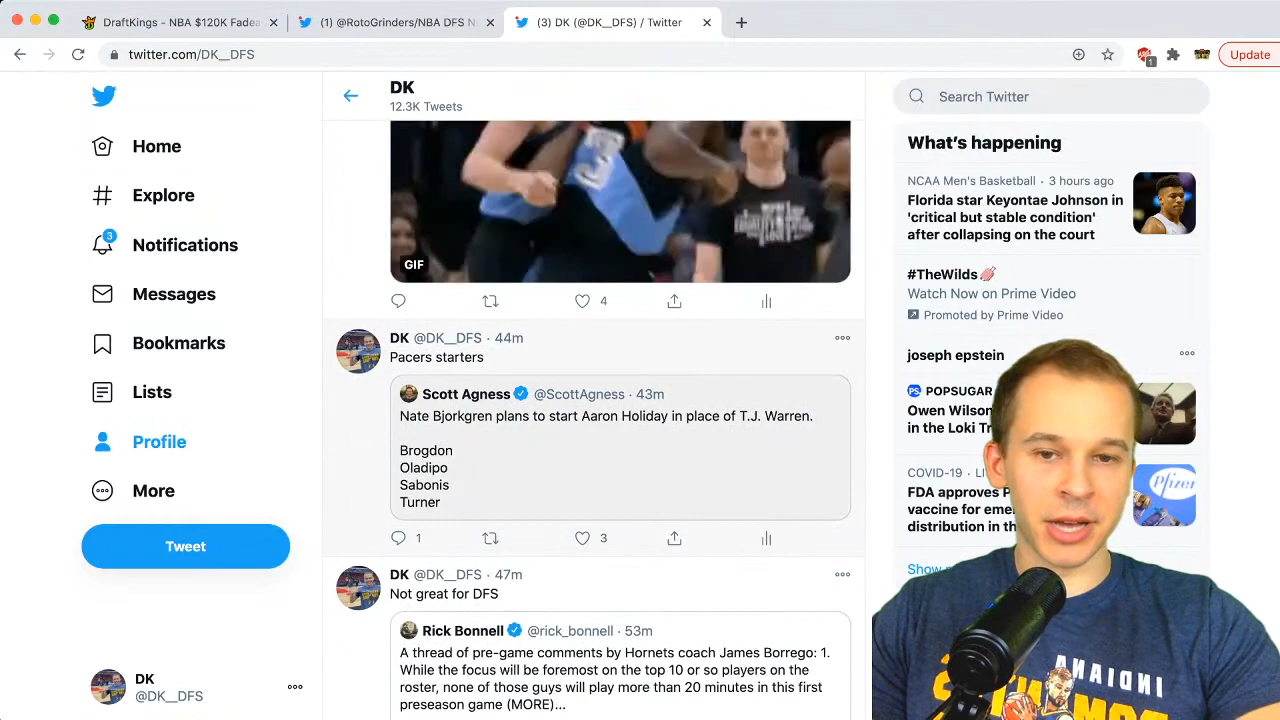 DraftKings - NBA $120K Fadea
(1) @RotoGrinders/NBA DFS N
(3) DK (@DK__DFS) / Twitter
twitter.com/DK__DFS
1
Update
DK
12.3K Tweets
Search Twitter
Home
Explore
3
Notifications
Messages
Bookmarks
Lists
Profile
More
Tweet
DK
@DK__DFS
GIF
4
DK @DK__DFS · 44m
Pacers starters
Scott Agness @ScottAgness · 43m
Nate Bjorkgren plans to start Aaron Holiday in place of T.J. Warren.
Brogdon
Oladipo
Sabonis
Turner
1
3
DK @DK__DFS · 47m
Not great for DFS
Rick Bonnell @rick_bonnell · 53m
A thread of pre-game comments by Hornets coach James Borrego: 1.
While the focus will be foremost on the top 10 or so players on the
roster, none of those guys will play more than 20 minutes in this first
preseason game (MORE)...
What's happening
NCAA Men's Basketball · 3 hours ago
Florida star Keyontae Johnson in
'critical but stable condition'
after collapsing on the court
#TheWilds
Watch Now on Prime Video
Promoted by Prime Video
joseph epstein
PS
POPSUGAR
Owen Wilson
in the Loki Tr
COVID-19 · LI
FDA approves P
vaccine for eme
distribution in th
Pfizer
Show
INDIANA